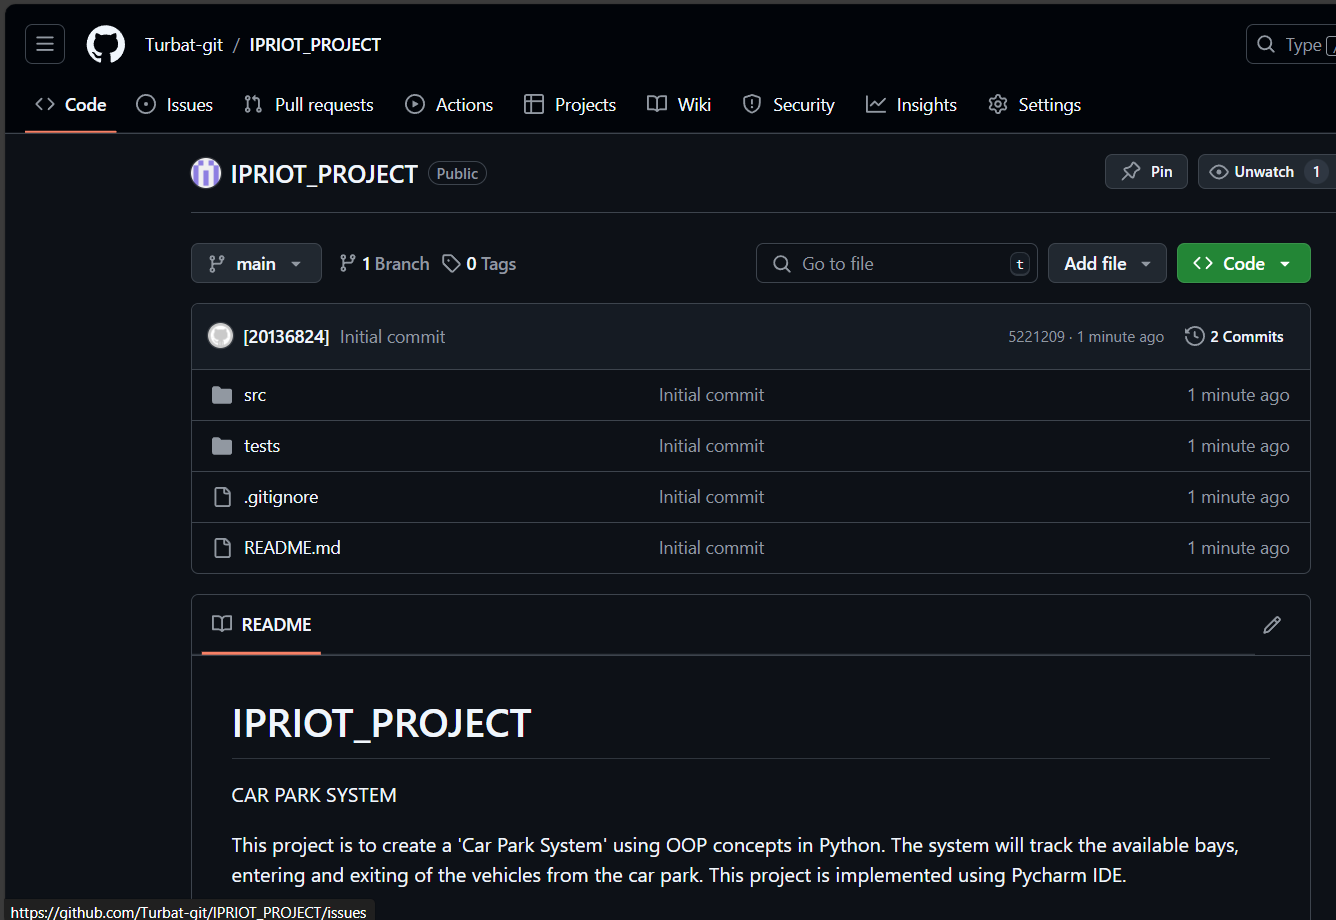 Turbat-git / IPRIOT_PROJECT
Type /
Code Issues Pull requests Actions Projects Wiki Security Insights Settings
IPRIOT_PROJECT Public Pin Unwatch 1
main 1 Branch 0 Tags Go to file t Add file Code
[20136824] Initial commit 5221209 · 1 minute ago 2 Commits
src Initial commit 1 minute ago
tests Initial commit 1 minute ago
.gitignore Initial commit 1 minute ago
README.md Initial commit 1 minute ago
README
IPRIOT_PROJECT
CAR PARK SYSTEM
This project is to create a 'Car Park System' using OOP concepts in Python. The system will track the available bays,
entering and exiting of the vehicles from the car park. This project is implemented using Pycharm IDE.
https://github.com/Turbat-git/IPRIOT_PROJECT/issues